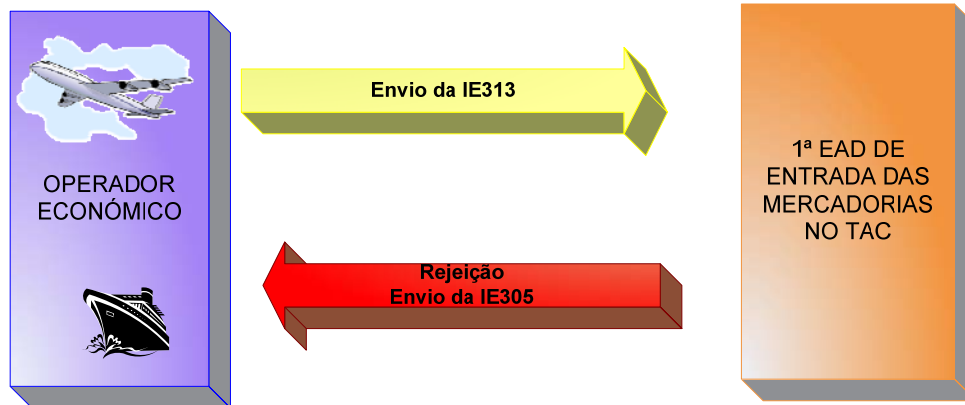 OPERADOR
ECONÓMICO
Envio da IE313
Rejeição
Envio da IE305
1ª EAD DE
ENTRADA DAS
MERCADORIAS
NO TAC